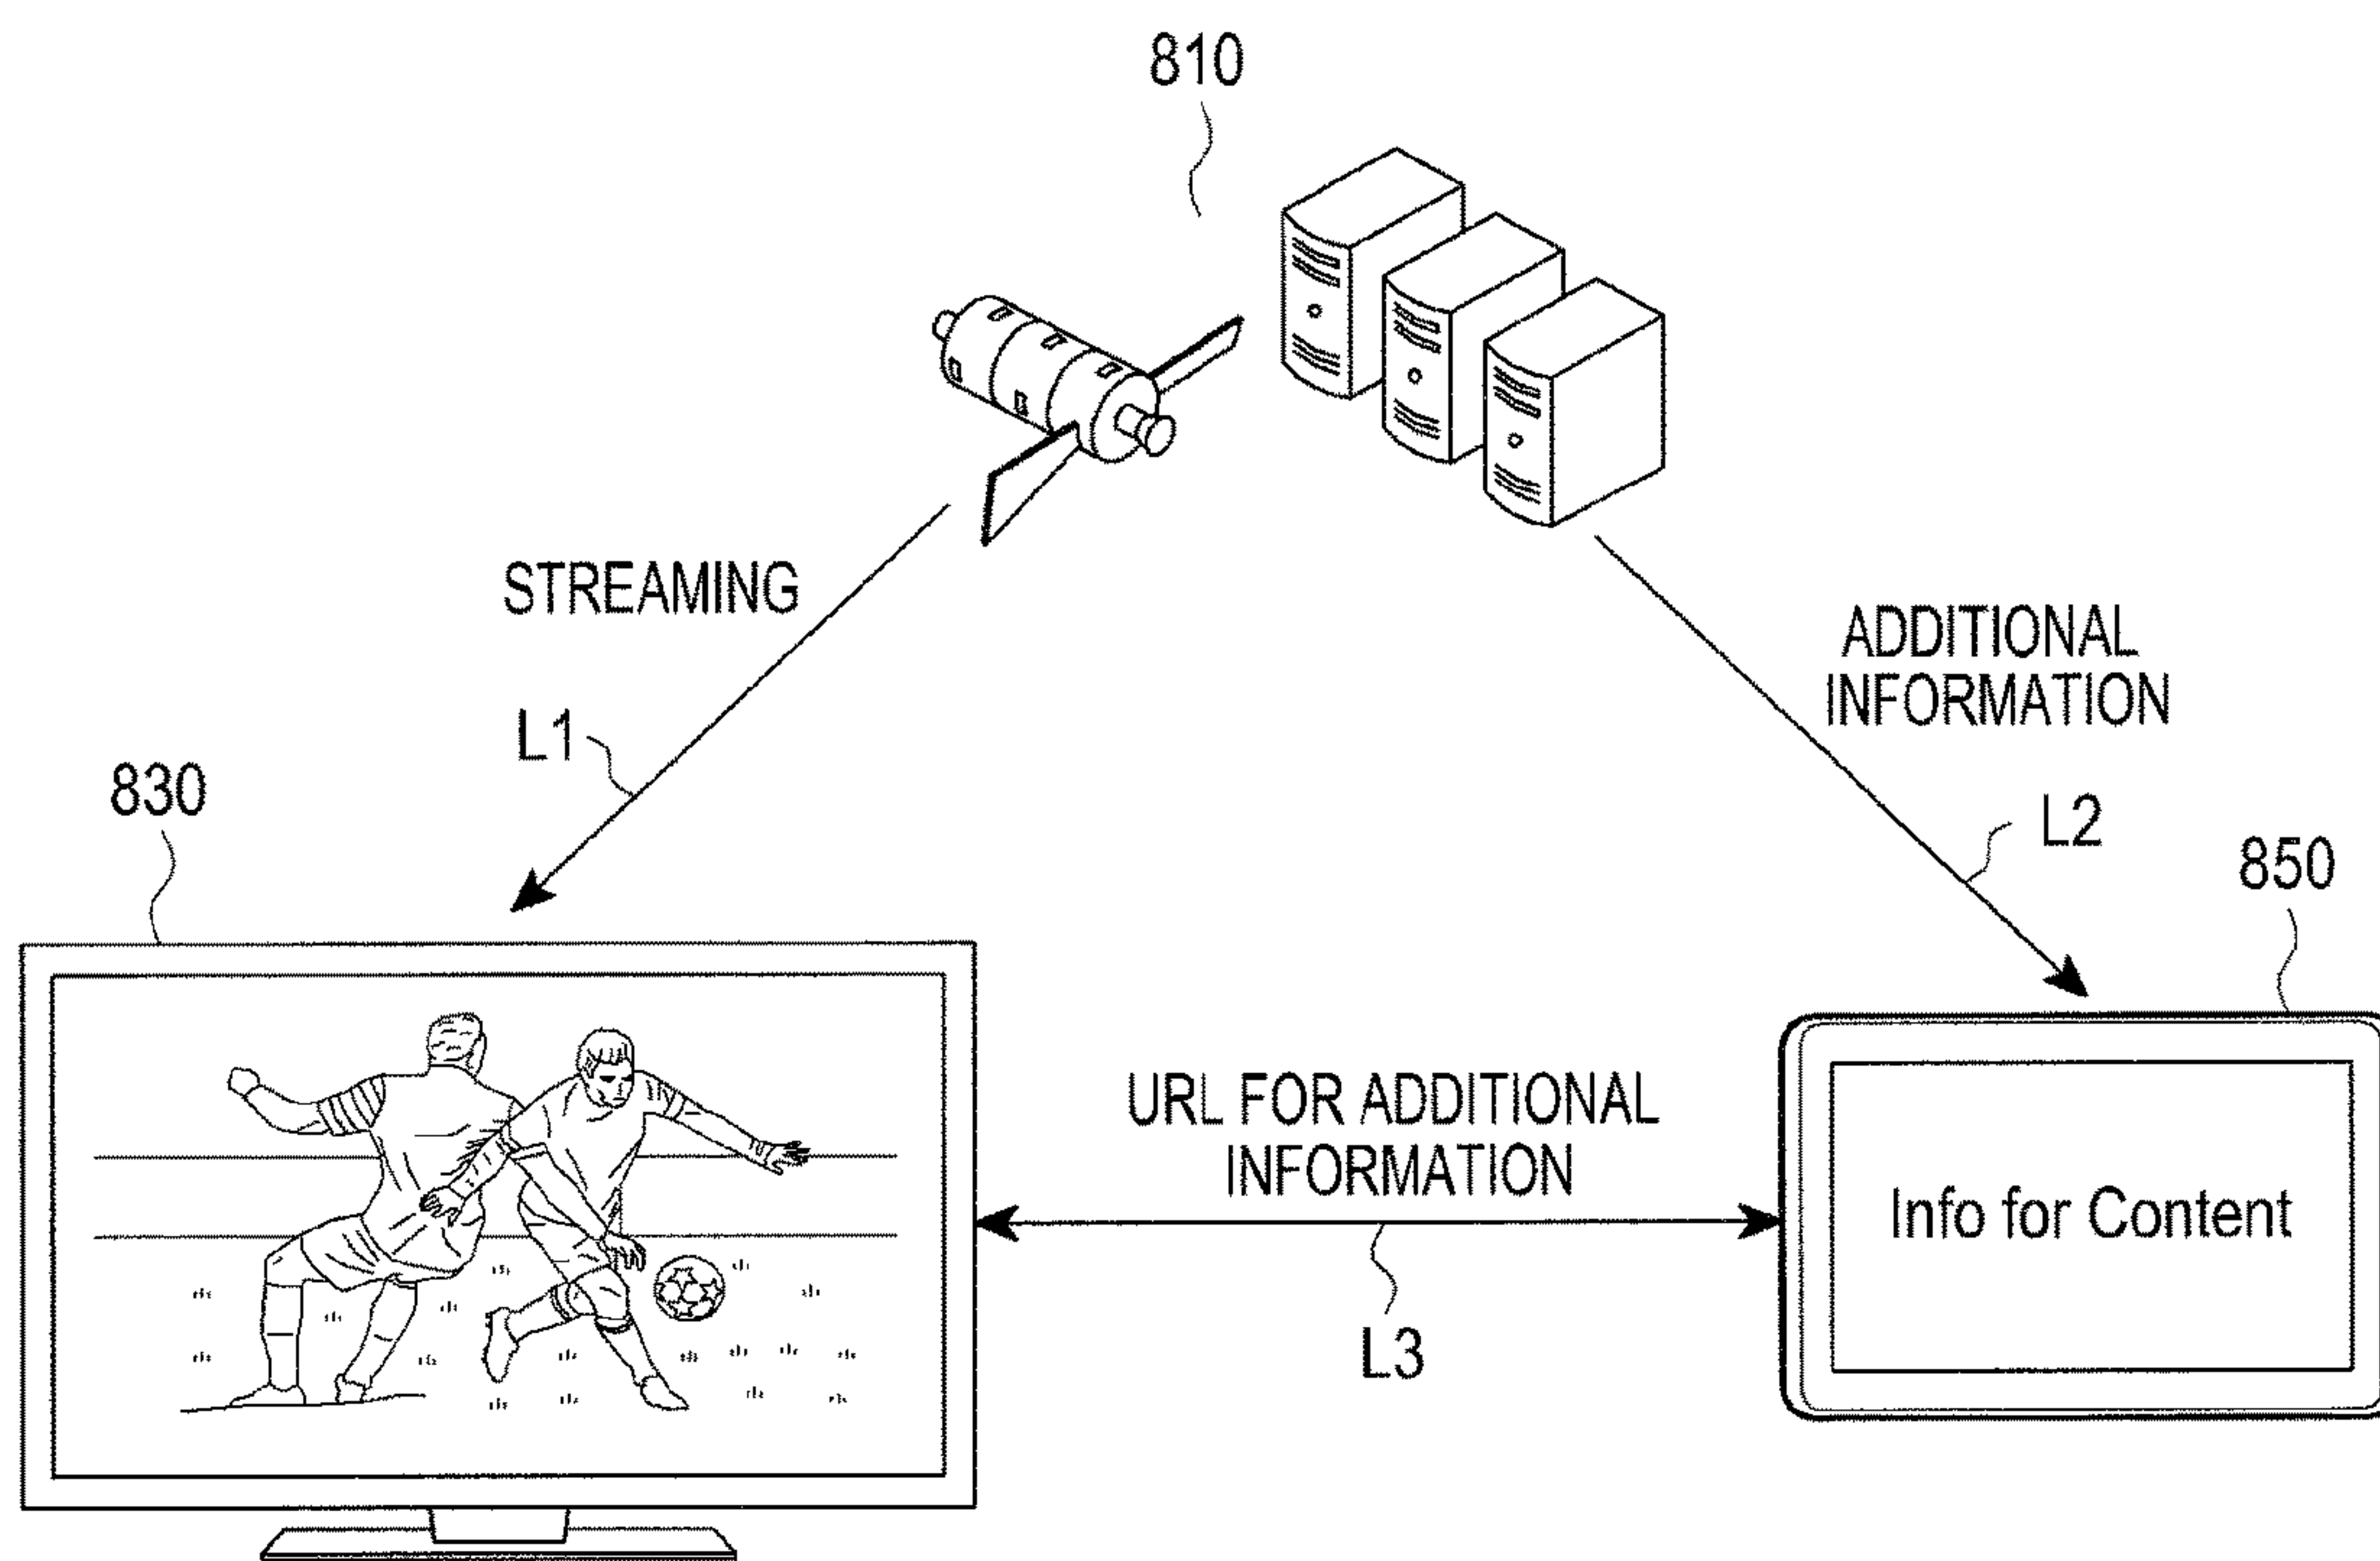 810
STREAMING
ADDITIONAL
INFORMATION
L1
830
L2
850
URL FOR ADDITIONAL
INFORMATION
Info for Content
L3